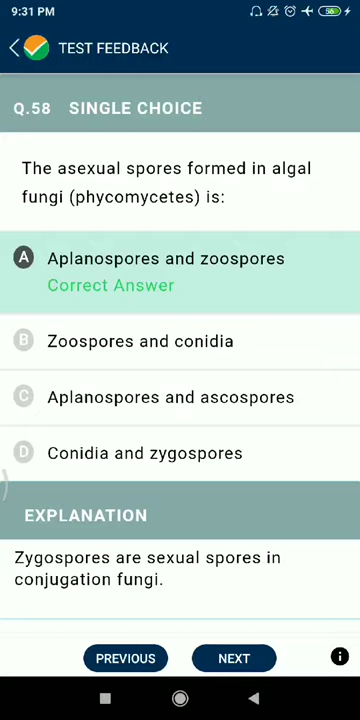 9:31 PM
56
TEST FEEDBACK
Q.58 SINGLE CHOICE
The asexual spores formed in algal
fungi (phycomycetes) is:
A Aplanospores and zoospores
Correct Answer
B Zoospores and conidia
C Aplanospores and ascospores
D Conidia and zygospores
EXPLANATION
Zygospores are sexual spores in
conjugation fungi.
PREVIOUS
NEXT
i